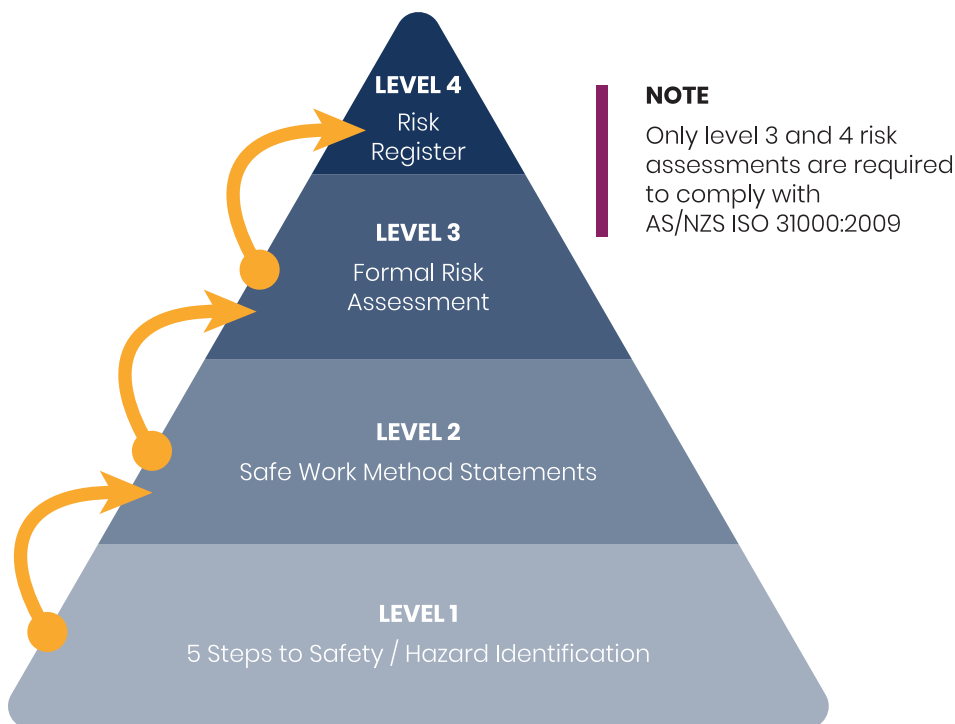 LEVEL 4
Risk
Register
NOTE
Only level 3 and 4 risk
assessments are required
to comply with
AS/NZS ISO 31000:2009
LEVEL 3
Formal Risk
Assessment
LEVEL 2
Safe Work Method Statements
LEVEL 1
5 Steps to Safety / Hazard Identification